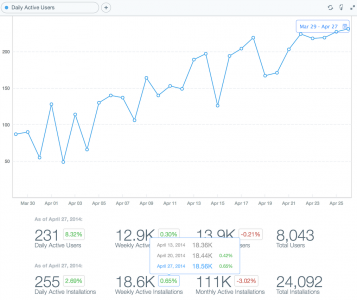 Daily Active Users
Mar 29 - Apr 27
200
150
100
50
Mar 30
Apr 01
Apr 03
Apr 05
Apr 07
Apr 09
Apr 11
Apr 13
Apr 15
Apr 17
Apr 19
Apr 21
Apr 23
Apr 25
As of April 27, 2014:
231 8.32%
Daily Active Users
12.9K 0.30%
Weekly Active
13.9K -0.21%
Users
8,043
Total Users
April 13, 2014 18.36K
April 20, 2014 18.44K 0.42%
April 27, 2014 18.56K 0.65%
As of April 27, 2014:
255 2.69%
Daily Active Installations
18.6K 0.65%
Weekly Active Installations
111K -3.02%
Monthly Active Installations
24,092
Total Installations